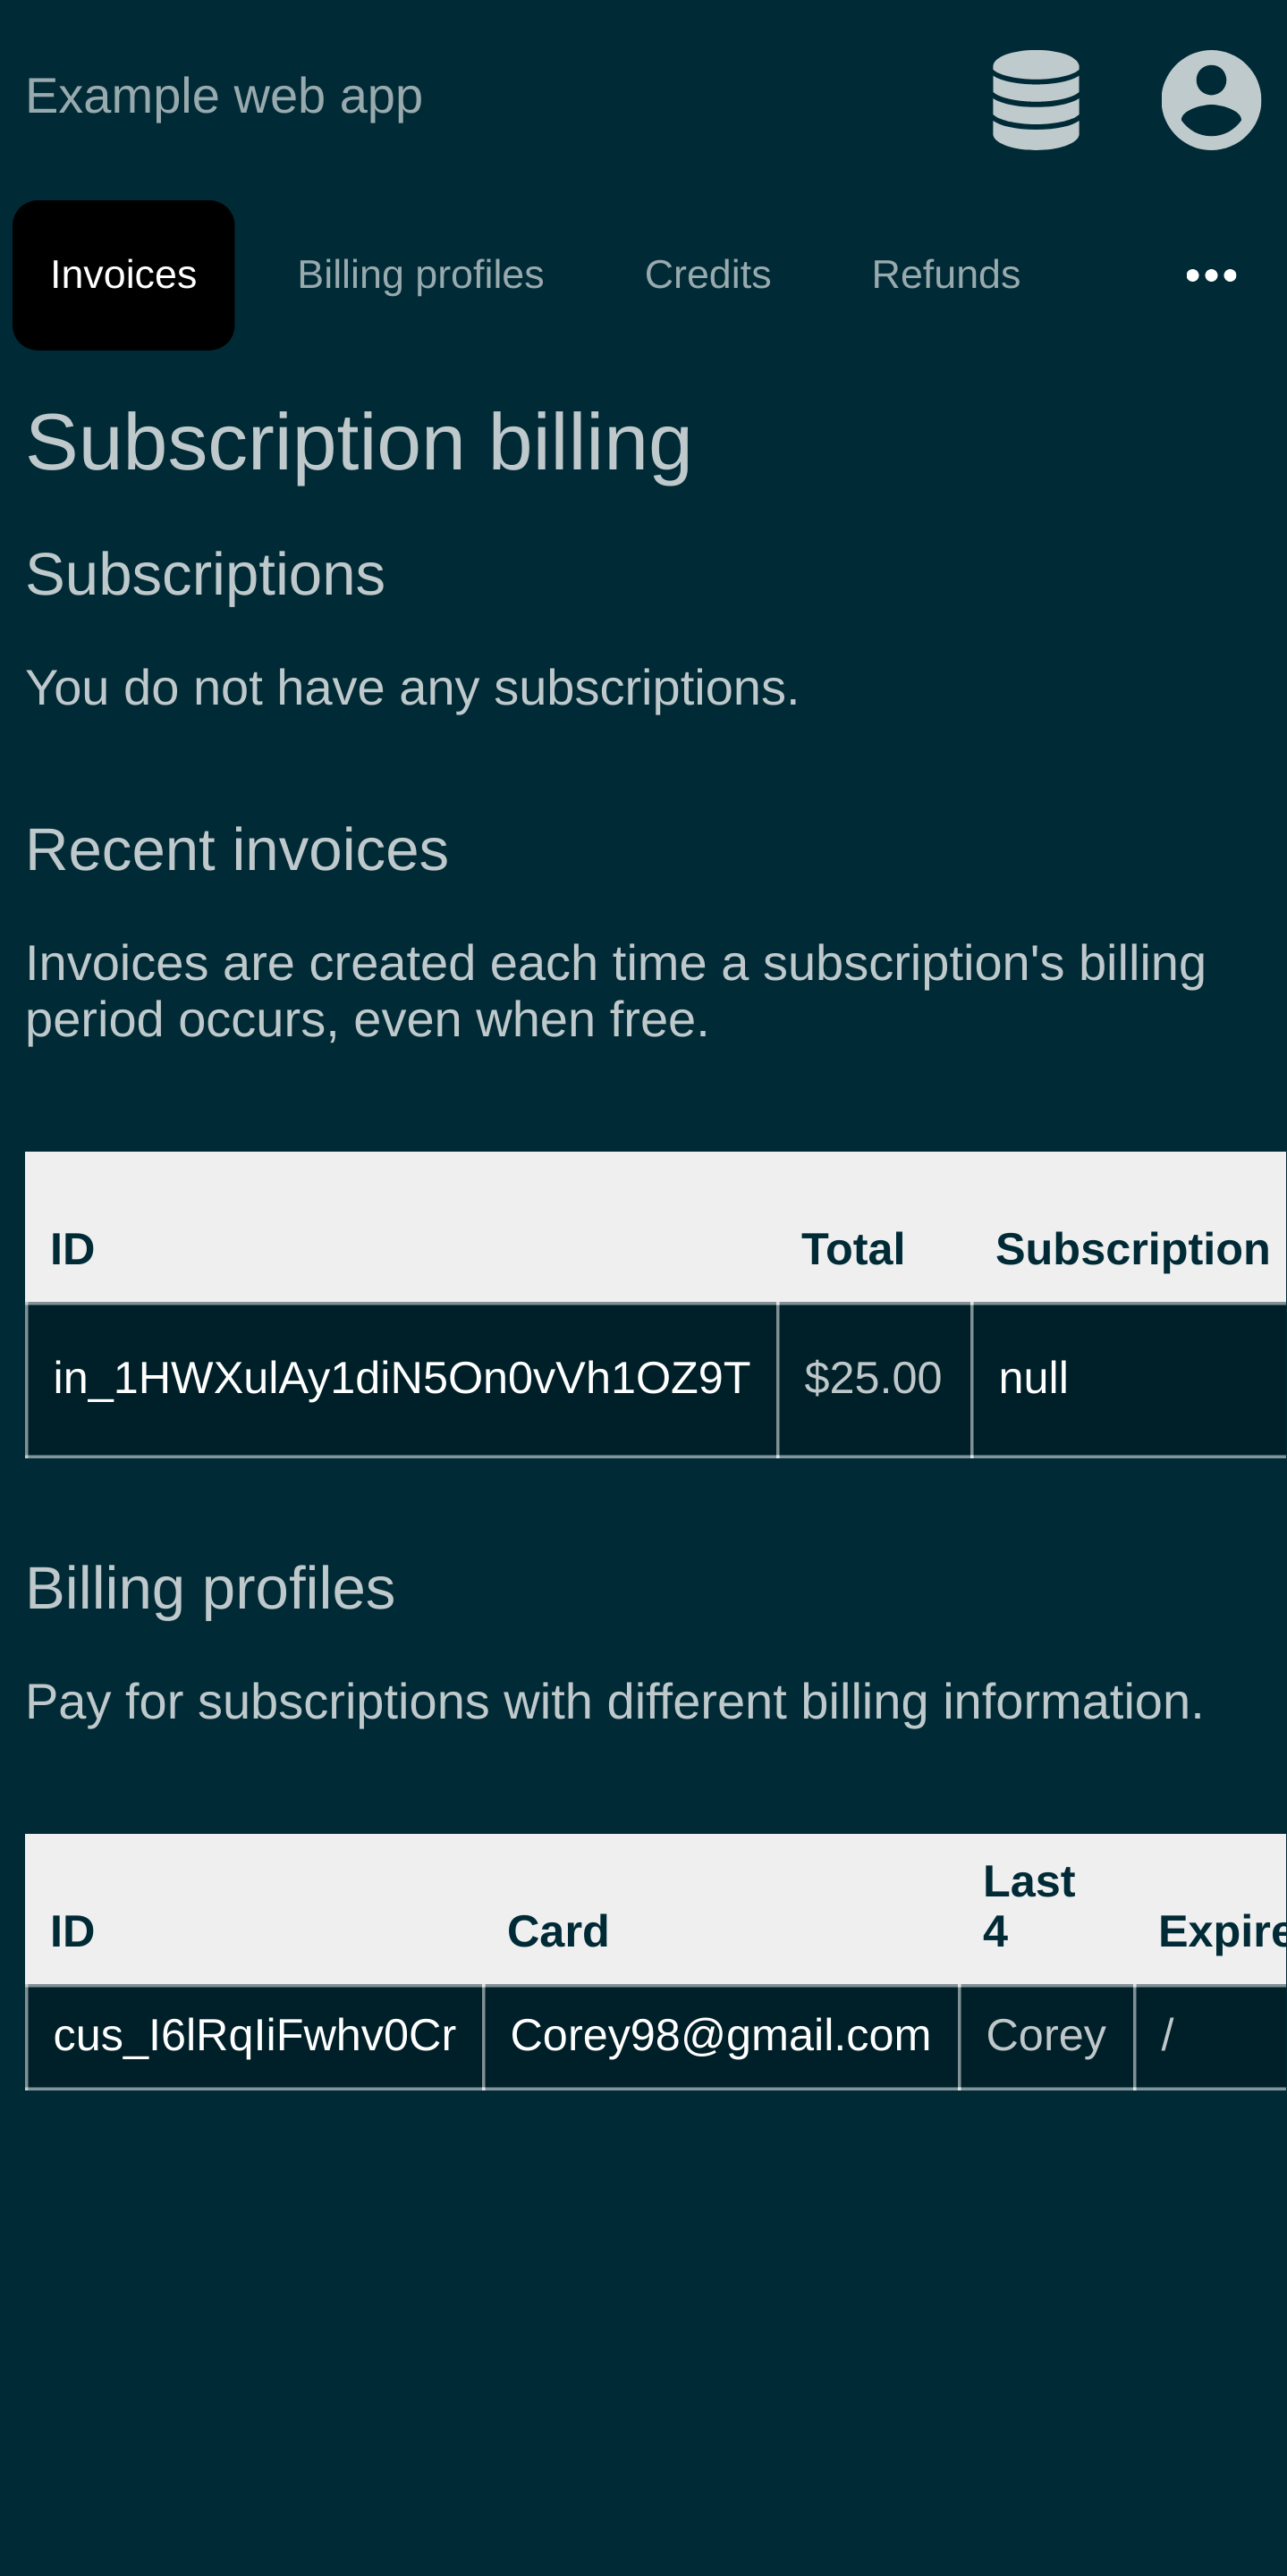 Example web app
Invoices Billing profiles Credits Refunds
Subscription billing
Subscriptions
You do not have any subscriptions.
Recent invoices
Invoices are created each time a subscription's billing
period occurs, even when free.
ID Total Subscription
in_1HWXulAy1diN5On0vVh1OZ9T $25.00 null
Billing profiles
Pay for subscriptions with different billing information.
ID Card Last 4 Expire
cus_I6lRqIiFwhv0Cr Corey98@gmail.com Corey /